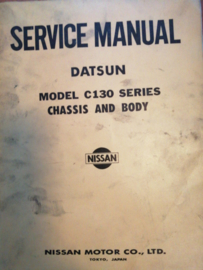 SERVICE MANUAL
DATSUN
MODEL C130 SERIES
CHASSIS AND BODY
NISSAN
NISSAN MOTOR CO., LTD.
TOKYO, JAPAN